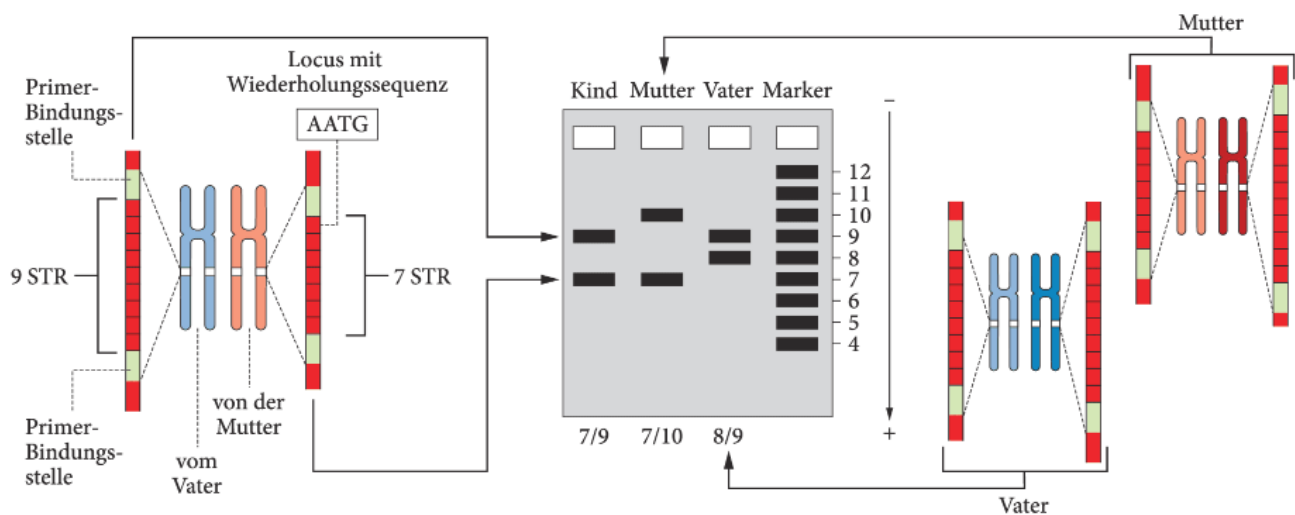 Mutter
Locus mit
Wiederholungssequenz
Primer-
Bindungs-
stelle
AATG
Kind Mutter Vater Marker
−
12
11
10
9
8
7
6
5
4
9 STR
7 STR
Primer-
Bindungs-
stelle
von der
Mutter
vom
Vater
7/9 7/10 8/9
+
Vater